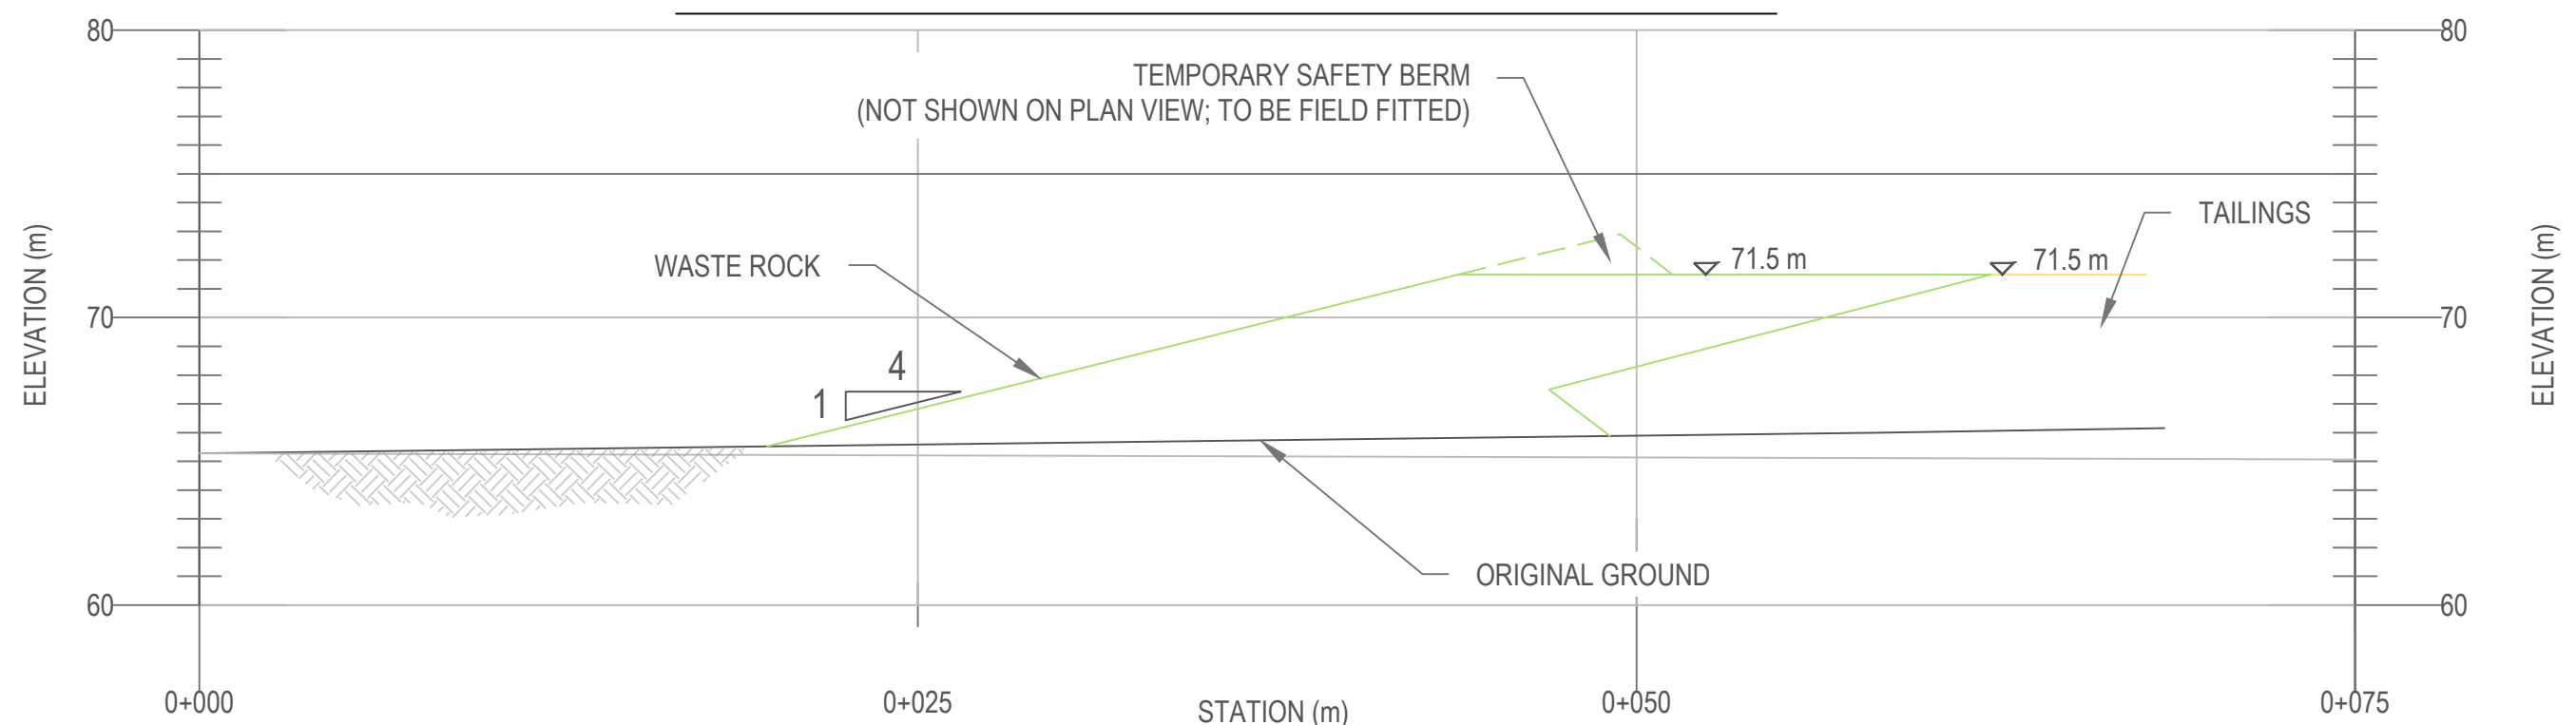 80
80
TEMPORARY SAFETY BERM
(NOT SHOWN ON PLAN VIEW; TO BE FIELD FITTED)
TAILINGS
WASTE ROCK
71.5 m
71.5 m
ELEVATION (m)
ELEVATION (m)
70
70
4
1
ORIGINAL GROUND
60
60
0+000
0+025
STATION (m)
0+050
0+075